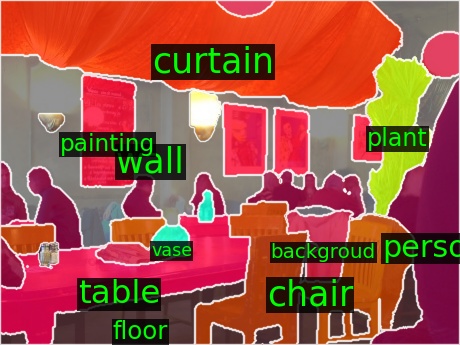 curtain
painting
wall
plant
vase
backgroud
perso
table
chair
floor